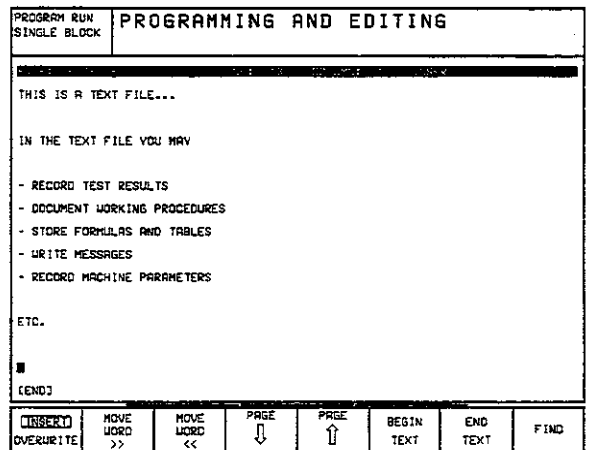 PROGRAM RUN
SINGLE BLOCK
PROGRAMMING AND EDITING
THIS IS A TEXT FILE...
IN THE TEXT FILE YOU MAY
- RECORD TEST RESULTS
- DOCUMENT WORKING PROCEDURES
- STORE FORMULAS AND TABLES
- WRITE MESSAGES
- RECORD MACHINE PARAMETERS
ETC.
[END]
INSERT
OVERWRITE
MOVE
WORD
>>
MOVE
WORD
<<
PAGE
⇩
PAGE
⇧
BEGIN
TEXT
END
TEXT
FIND